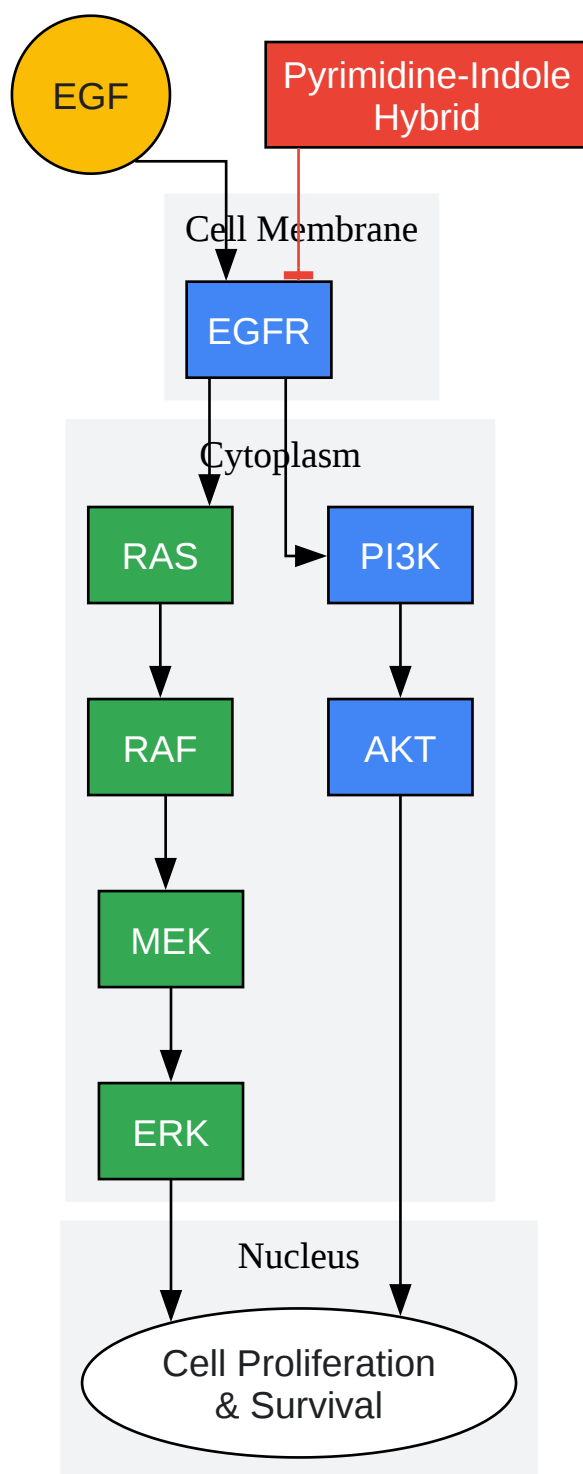 EGF
Pyrimidine-Indole
Hybrid
Cell Membrane
EGFR
Cytoplasm
RAS
PI3K
RAF
AKT
MEK
ERK
Nucleus
Cell Proliferation
& Survival